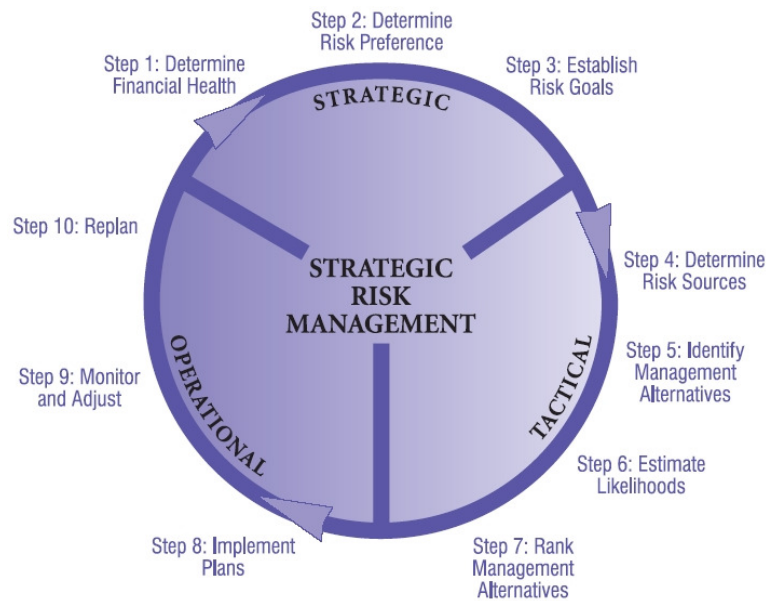 Step 2: Determine
Risk Preference
Step 1: Determine
Financial Health
Step 3: Establish
Risk Goals
STRATEGIC
Step 10: Replan
STRATEGIC
RISK
MANAGEMENT
Step 4: Determine
Risk Sources
OPERATIONAL
TACTICAL
Step 5: Identify
Management
Alternatives
Step 9: Monitor
and Adjust
Step 6: Estimate
Likelihoods
Step 8: Implement
Plans
Step 7: Rank
Management
Alternatives